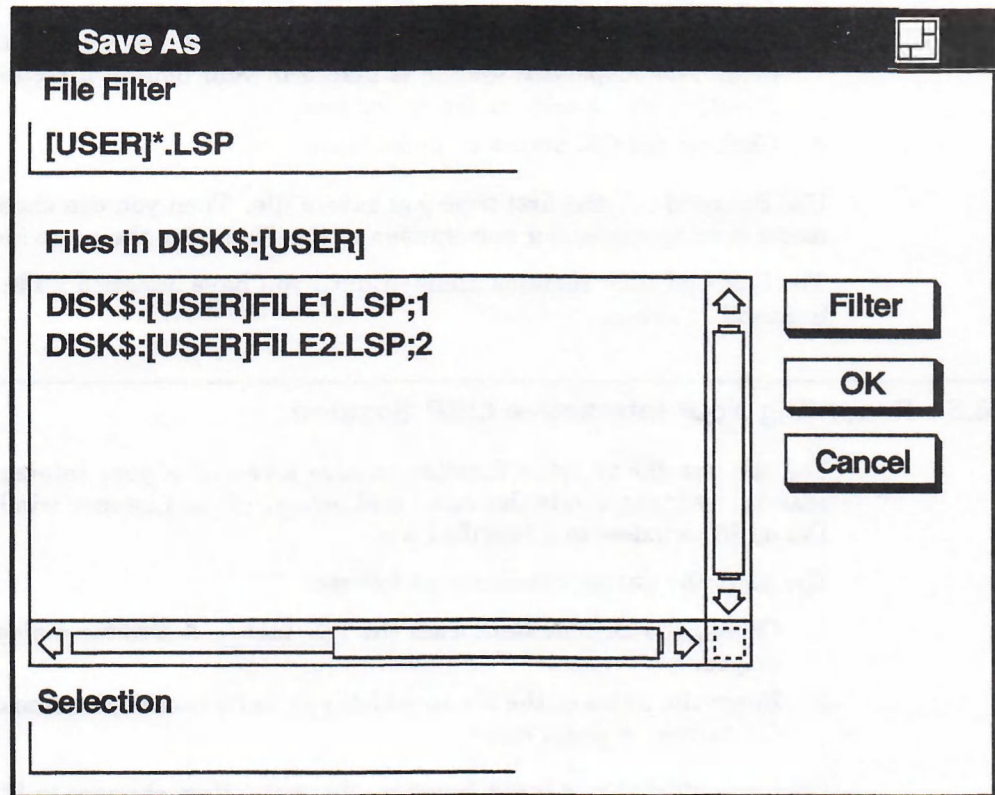 Save As
File Filter
[USER]*.LSP
Files in DISK$:[USER]
DISK$:[USER]FILE1.LSP;1
DISK$:[USER]FILE2.LSP;2
Filter
OK
Cancel
Selection